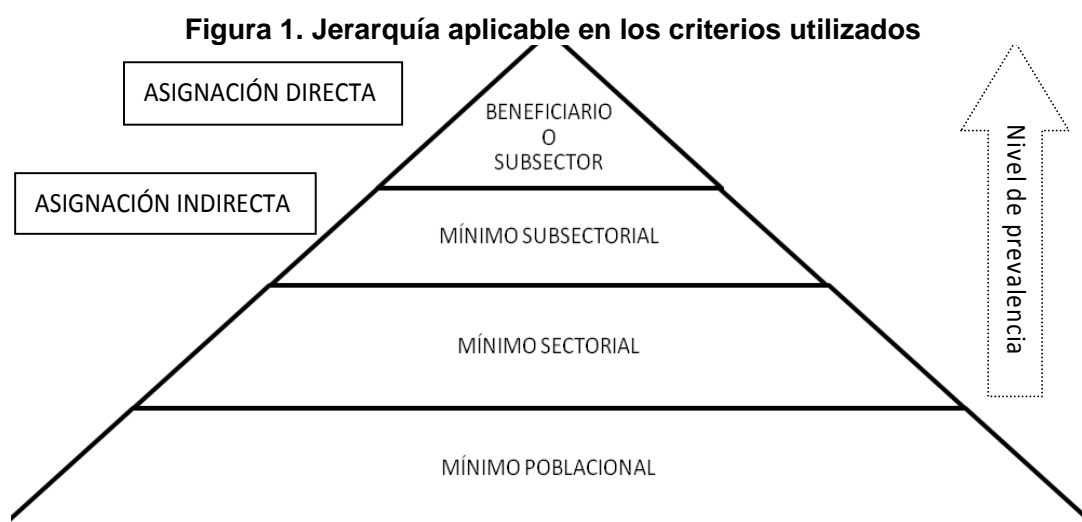 Figura 1. Jerarquía aplicable en los criterios utilizados
ASIGNACIÓN DIRECTA
BENEFICIARIO
O
SUBSECTOR
ASIGNACIÓN INDIRECTA
MÍNIMO SUBSECTORIAL
MÍNIMO SECTORIAL
MÍNIMO POBLACIONAL
Nivel de prevalencia